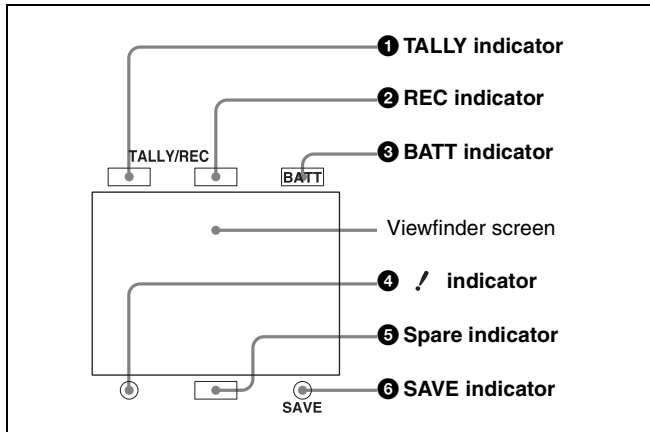 ❶ TALLY indicator
❷ REC indicator
TALLY/REC
❸ BATT indicator
BATT
Viewfinder screen
❹ ! indicator
❺ Spare indicator
❻ SAVE indicator
SAVE